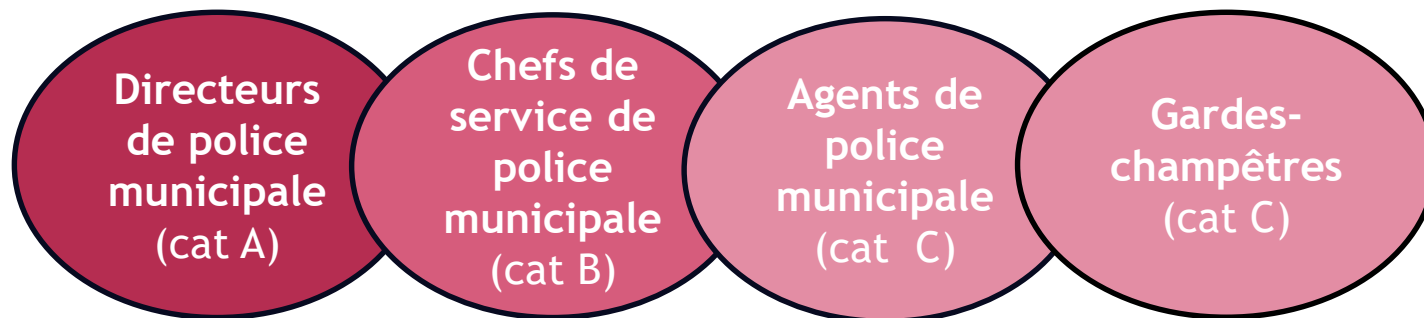 Directeurs
de police
municipale
(cat A)
Chefs de
service de
police
municipale
(cat B)
Agents de
police
municipale
(cat  C)
Gardes-
champêtres
(cat C)